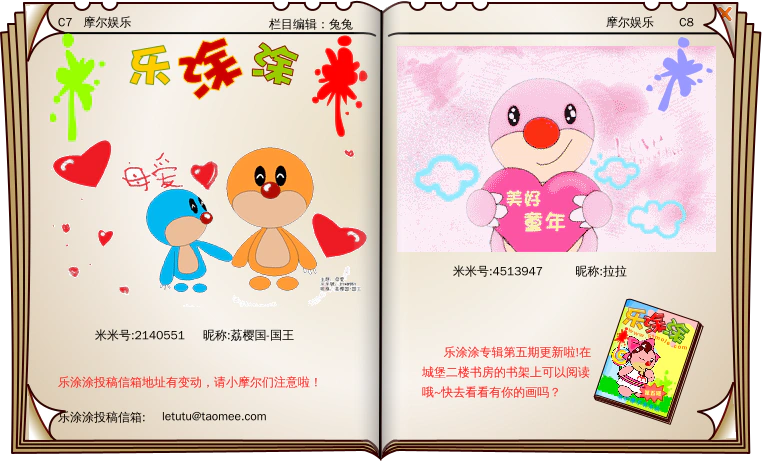 C7 摩尔娱乐
栏目编辑：兔兔
乐涂涂
母爱
米米号:2140551 昵称:荔樱国-国王
乐涂涂投稿信箱地址有变动，请小摩尔们注意啦！
乐涂涂投稿信箱: letutu@taomee.com
摩尔娱乐 C8
美好
童年
米米号:4513947 昵称:拉拉
乐涂涂专辑第五期更新啦!在
城堡二楼书房的书架上可以阅读
哦~快去看看有你的画吗？
乐涂涂